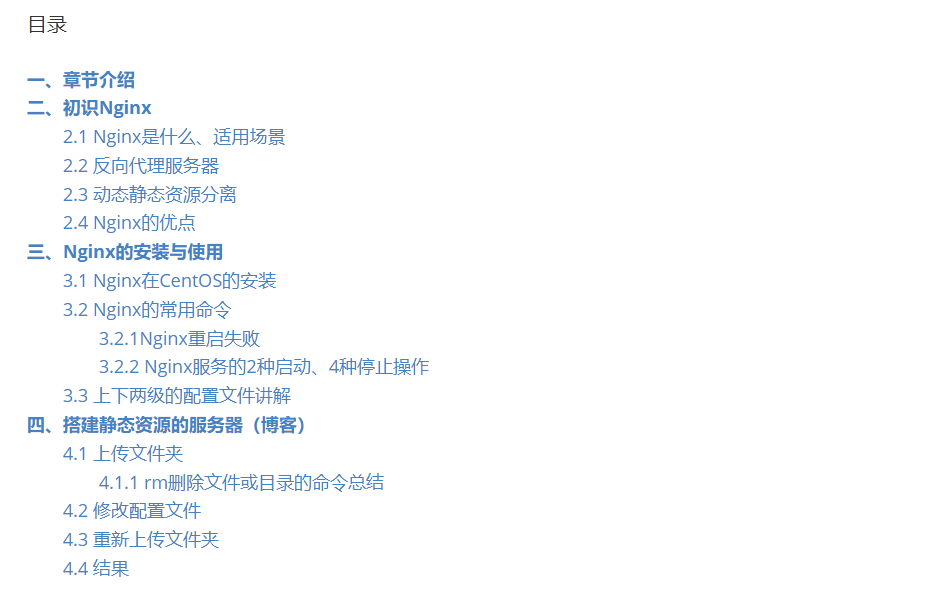 目录
一、章节介绍
二、初识Nginx
2.1 Nginx是什么、适用场景
2.2 反向代理服务器
2.3 动态静态资源分离
2.4 Nginx的优点
三、Nginx的安装与使用
3.1 Nginx在CentOS的安装
3.2 Nginx的常用命令
3.2.1Nginx重启失败
3.2.2 Nginx服务的2种启动、4种停止操作
3.3 上下两级的配置文件讲解
四、搭建静态资源的服务器（博客）
4.1 上传文件夹
4.1.1 rm删除文件或目录的命令总结
4.2 修改配置文件
4.3 重新上传文件夹
4.4 结果